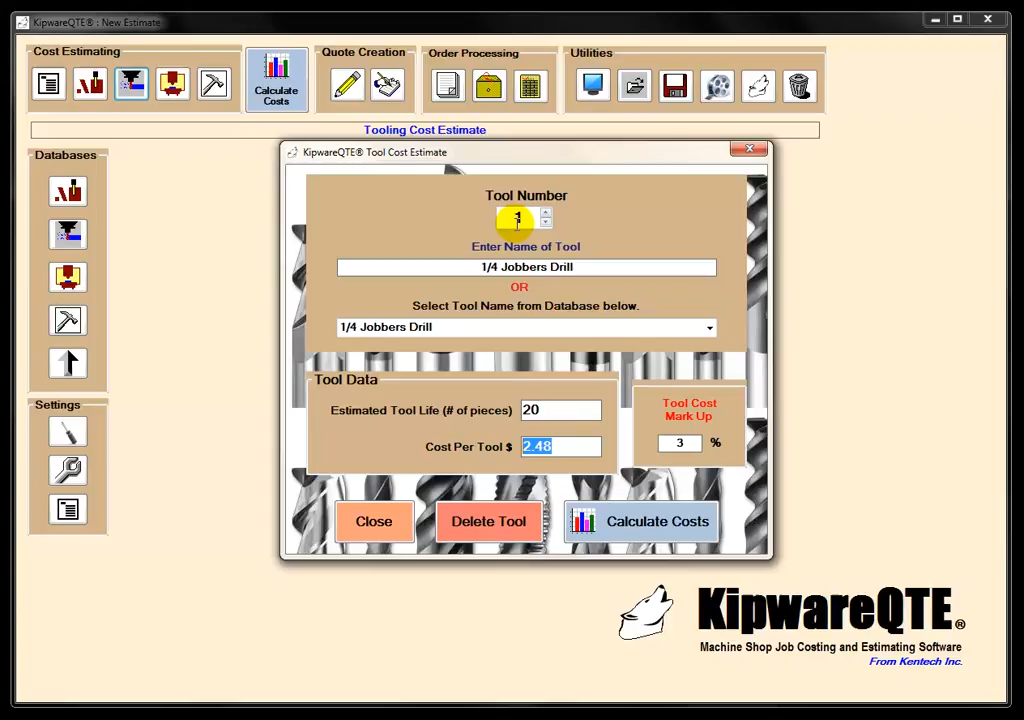 KipwareQTE® : New Estimate
Cost Estimating
Calculate
Costs
Quote Creation
Order Processing
Utilities
Tooling Cost Estimate
Databases
Settings
KipwareQTE® Tool Cost Estimate
Tool Number
1
Enter Name of Tool
1/4 Jobbers Drill
OR
Select Tool Name from Database below.
1/4 Jobbers Drill
Tool Data
Estimated Tool Life (# of pieces) 20
Cost Per Tool $ 2.48
Tool Cost
Mark Up
3 %
Close
Delete Tool
Calculate Costs
KipwareQTE®
Machine Shop Job Costing and Estimating Software
From Kentech Inc.